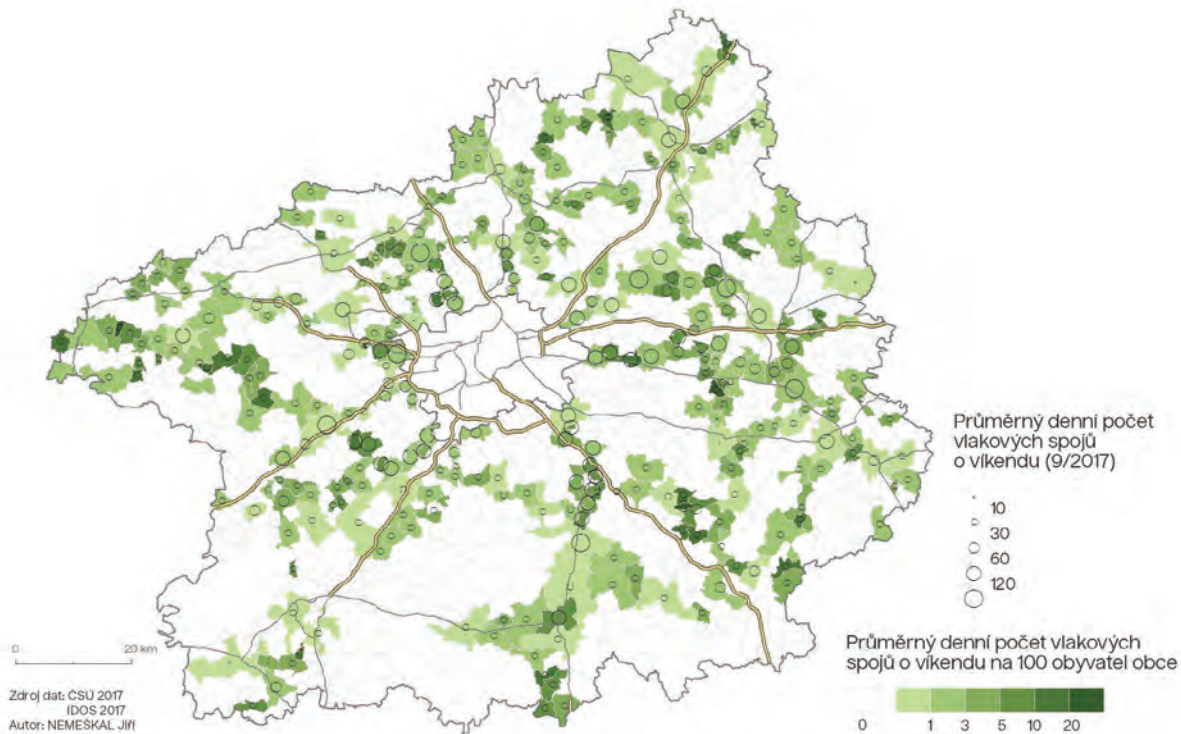 Průměrný denní počet
vlakových spojů
o víkendu (9/2017)
10
30
60
120
Průměrný denní počet vlakových
spojů o víkendu na 100 obyvatel obce
0 1 3 5 10 20
0 20 km
Zdroj dat: ČSÚ 2017
IDOS 2017
Autor: NEMEŠKAL Jiří